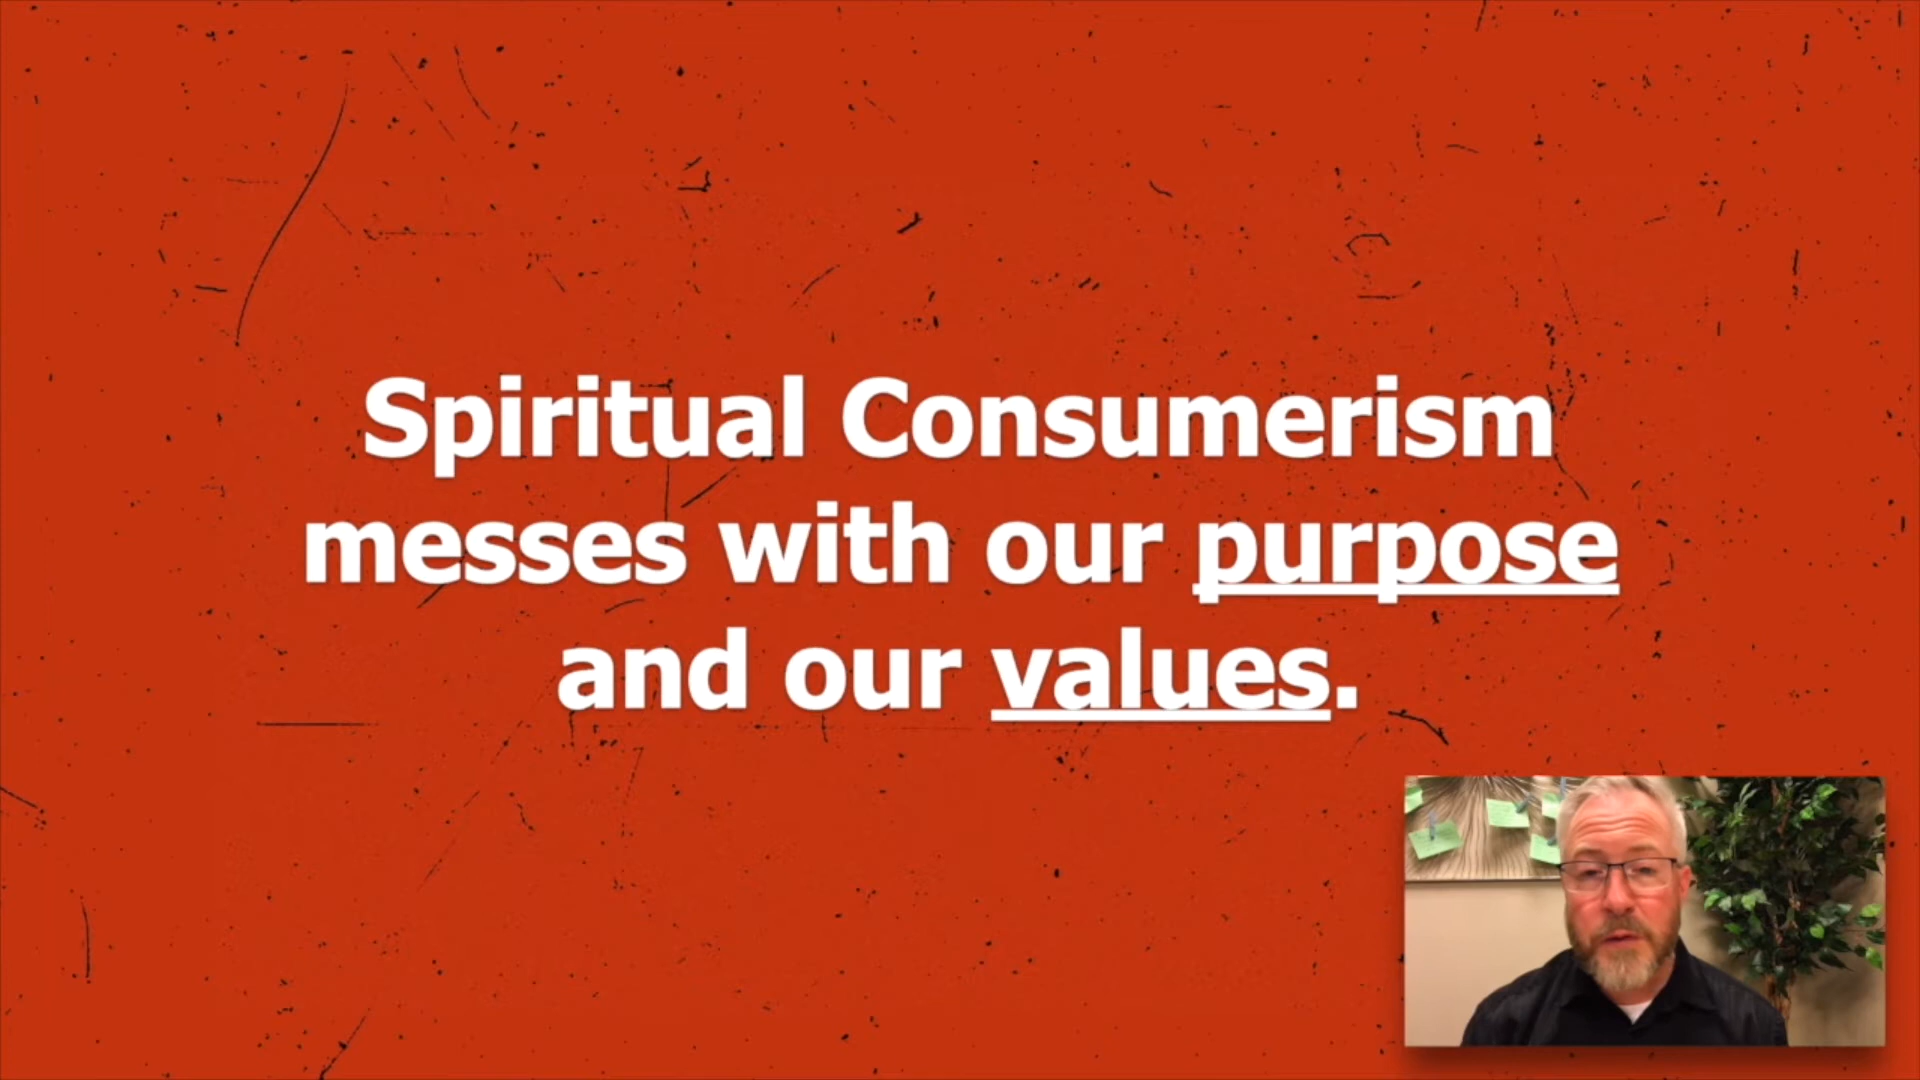 Spiritual Consumerism
messes with our purpose
and our values.